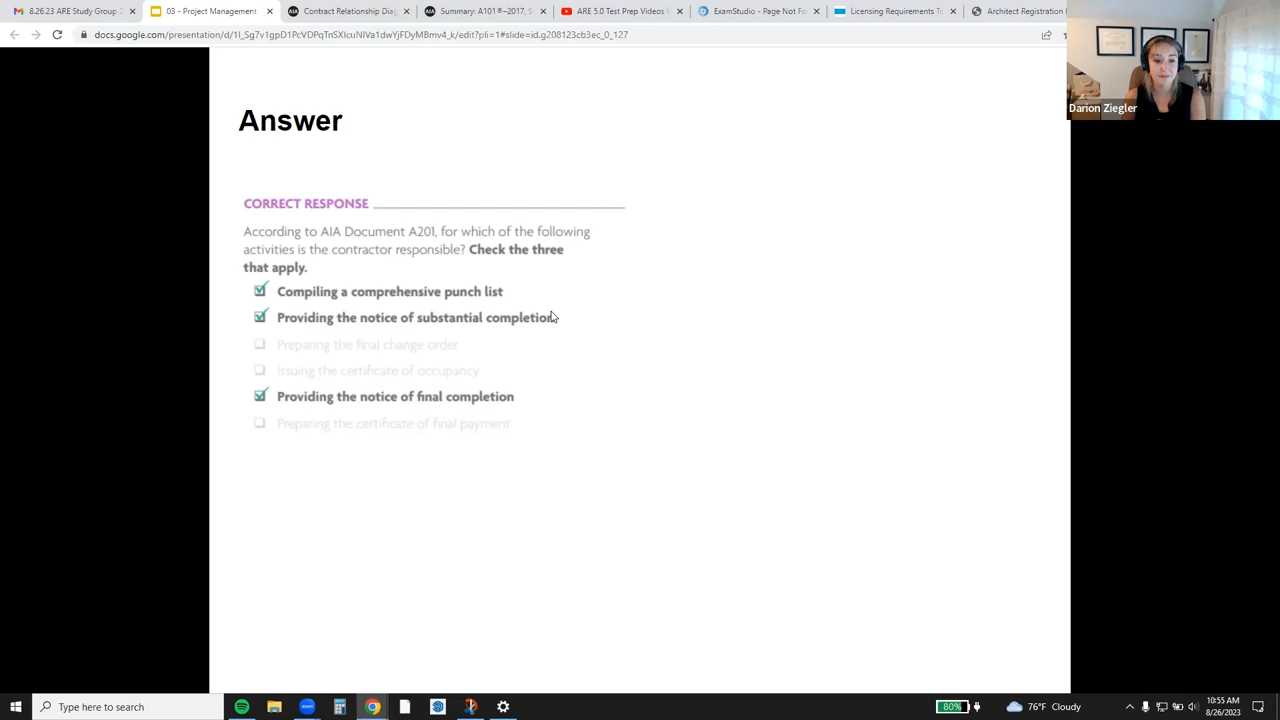 8.26.23 ARE Study Group 
03 - Project Management
Contract Relationship Diag
Summary: A101®–2017, S
ARE 5.0 Test Prep Videos
ExamStudio - Page Not Fo
Licensing Requirements To
Architect Registration
docs.google.com/presentation/d/1I_Sg7v1gpD1PcVDPqTnSXIcuNIVa1dwYjFDyMBmv4_k/edit?pli=1#slide=id.g208123cb3ec_0_127
Darion Ziegler
Answer
CORRECT RESPONSE
According to AIA Document A201, for which of the following
activities is the contractor responsible? Check the three
that apply.
Compiling a comprehensive punch list
Providing the notice of substantial completion
Preparing the final change order
Issuing the certificate of occupancy
Providing the notice of final completion
Preparing the certificate of final payment
Type here to search
80%
76°F Cloudy
10:55 AM
8/26/2023